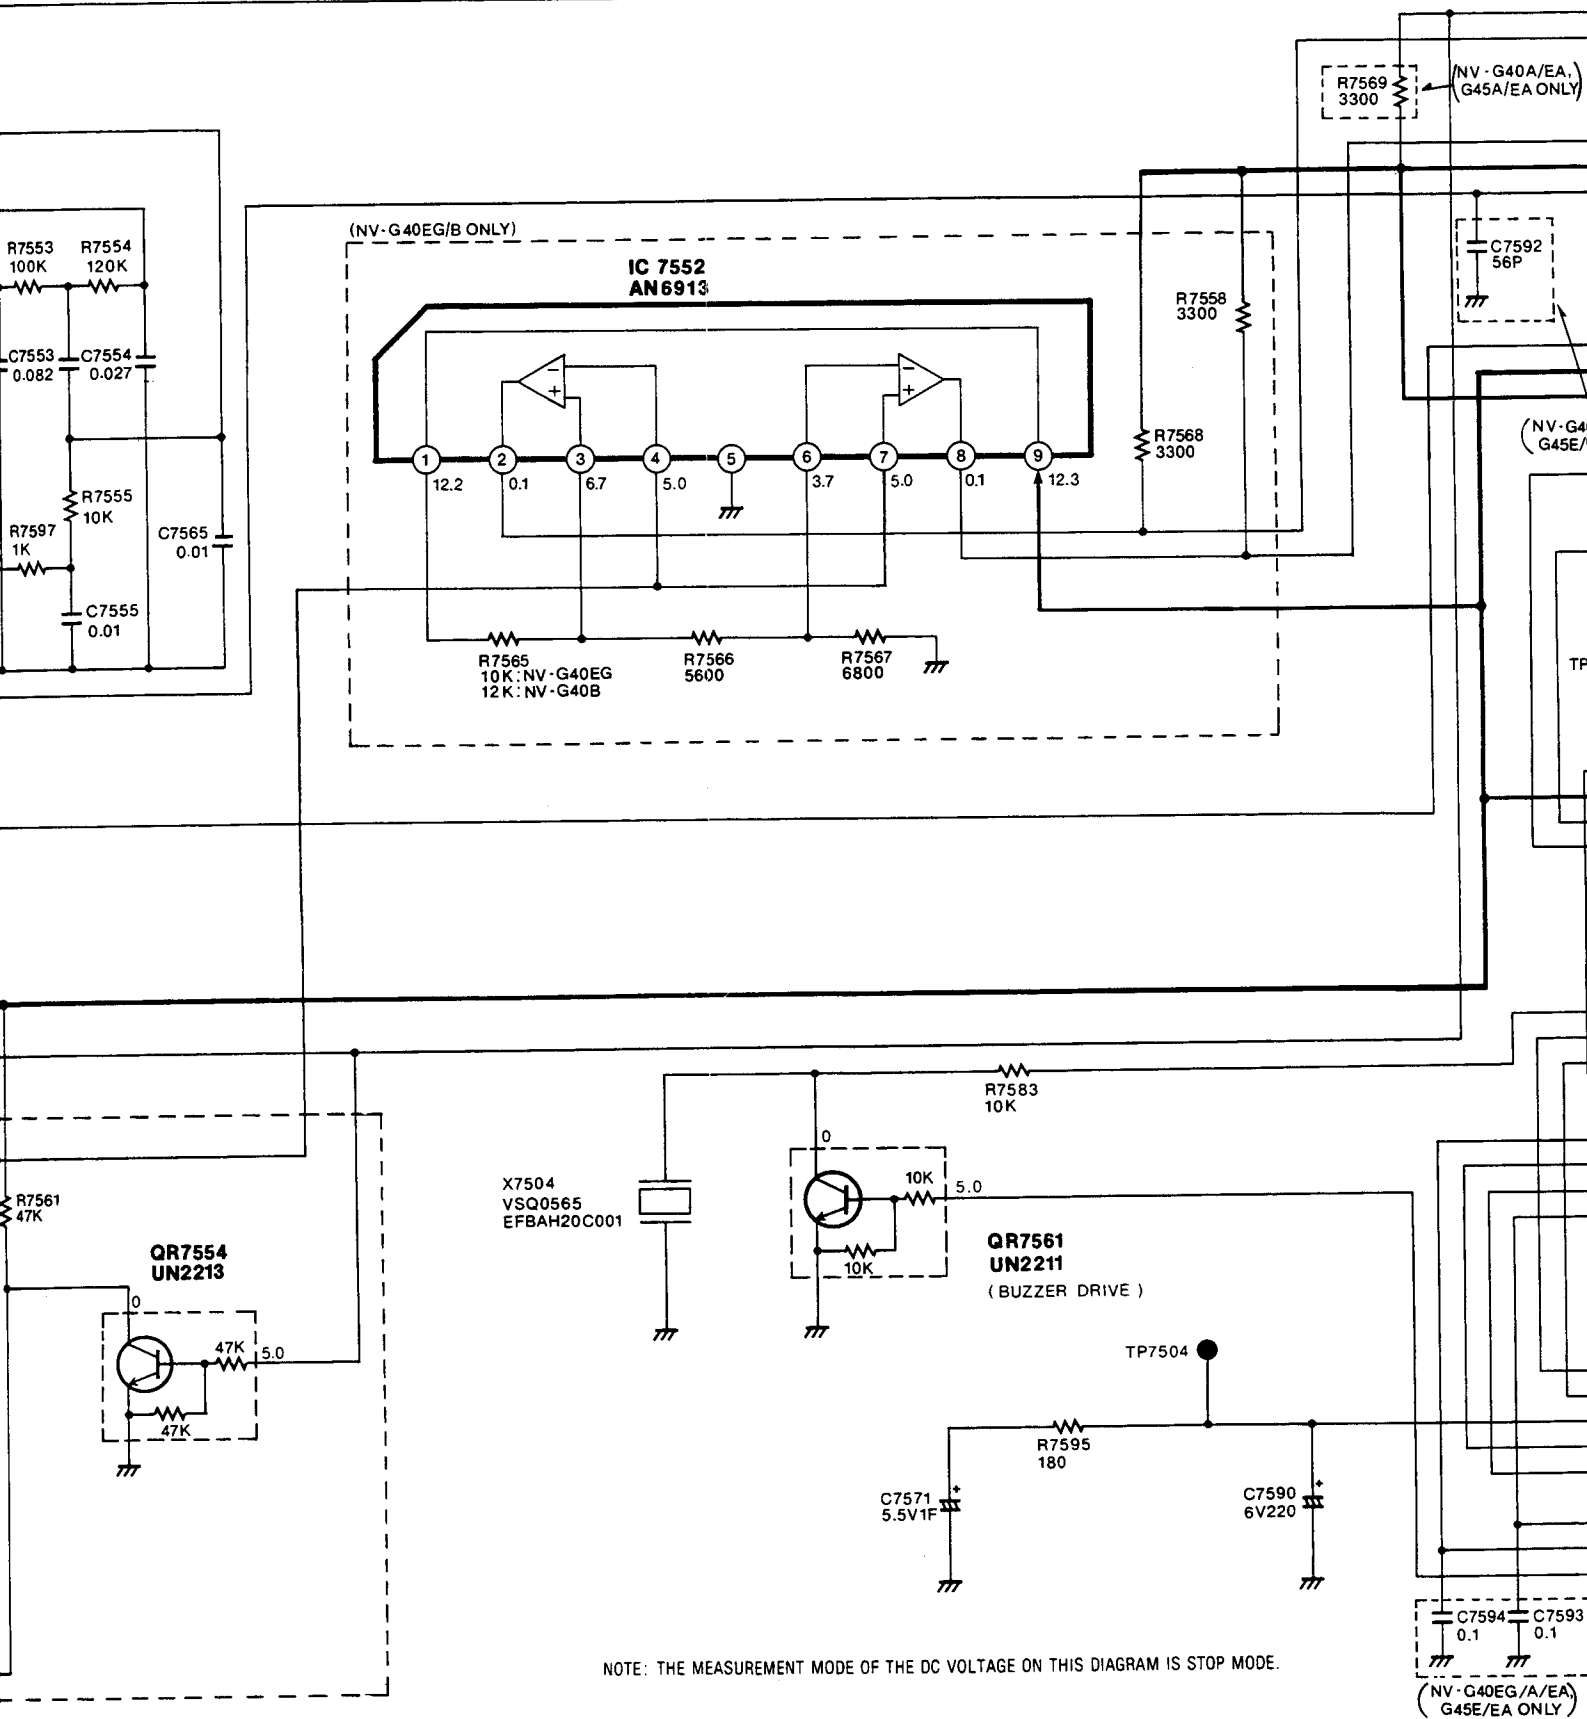 R7569
3300
(NV-G40A/EA,
G45A/EA ONLY)
(NV-G40EG/B ONLY)
R7553
100K
R7554
120K
IC 7552
AN6913
C7592
56P
R7558
3300
C7553
0.082
C7554
0.027
-
+
-
+
R7568
3300
(NV-G4
G45E/
1 2 3 4 5 6 7 8 9
12.2 0.1 6.7 5.0 3.7 5.0 0.1 12.3
R7555
10K
R7597
1K
C7565
0.01
C7555
0.01
R7565
10K:NV-G40EG
12K:NV-G40B
R7566
5600
R7567
6800
TP
R7583
10K
0
X7504
VSQ0565
EFBAH20C001
10K
5.0
10K
QR7561
UN2211
(BUZZER DRIVE)
R7561
47K
QR7554
UN2213
0
47K
5.0
47K
TP7504
R7595
180
C7571
5.5V1F
+
C7590
6V220
+
C7594
0.1
C7593
0.1
NOTE: THE MEASUREMENT MODE OF THE DC VOLTAGE ON THIS DIAGRAM IS STOP MODE.
(NV-G40EG/A/EA,
G45E/EA ONLY)